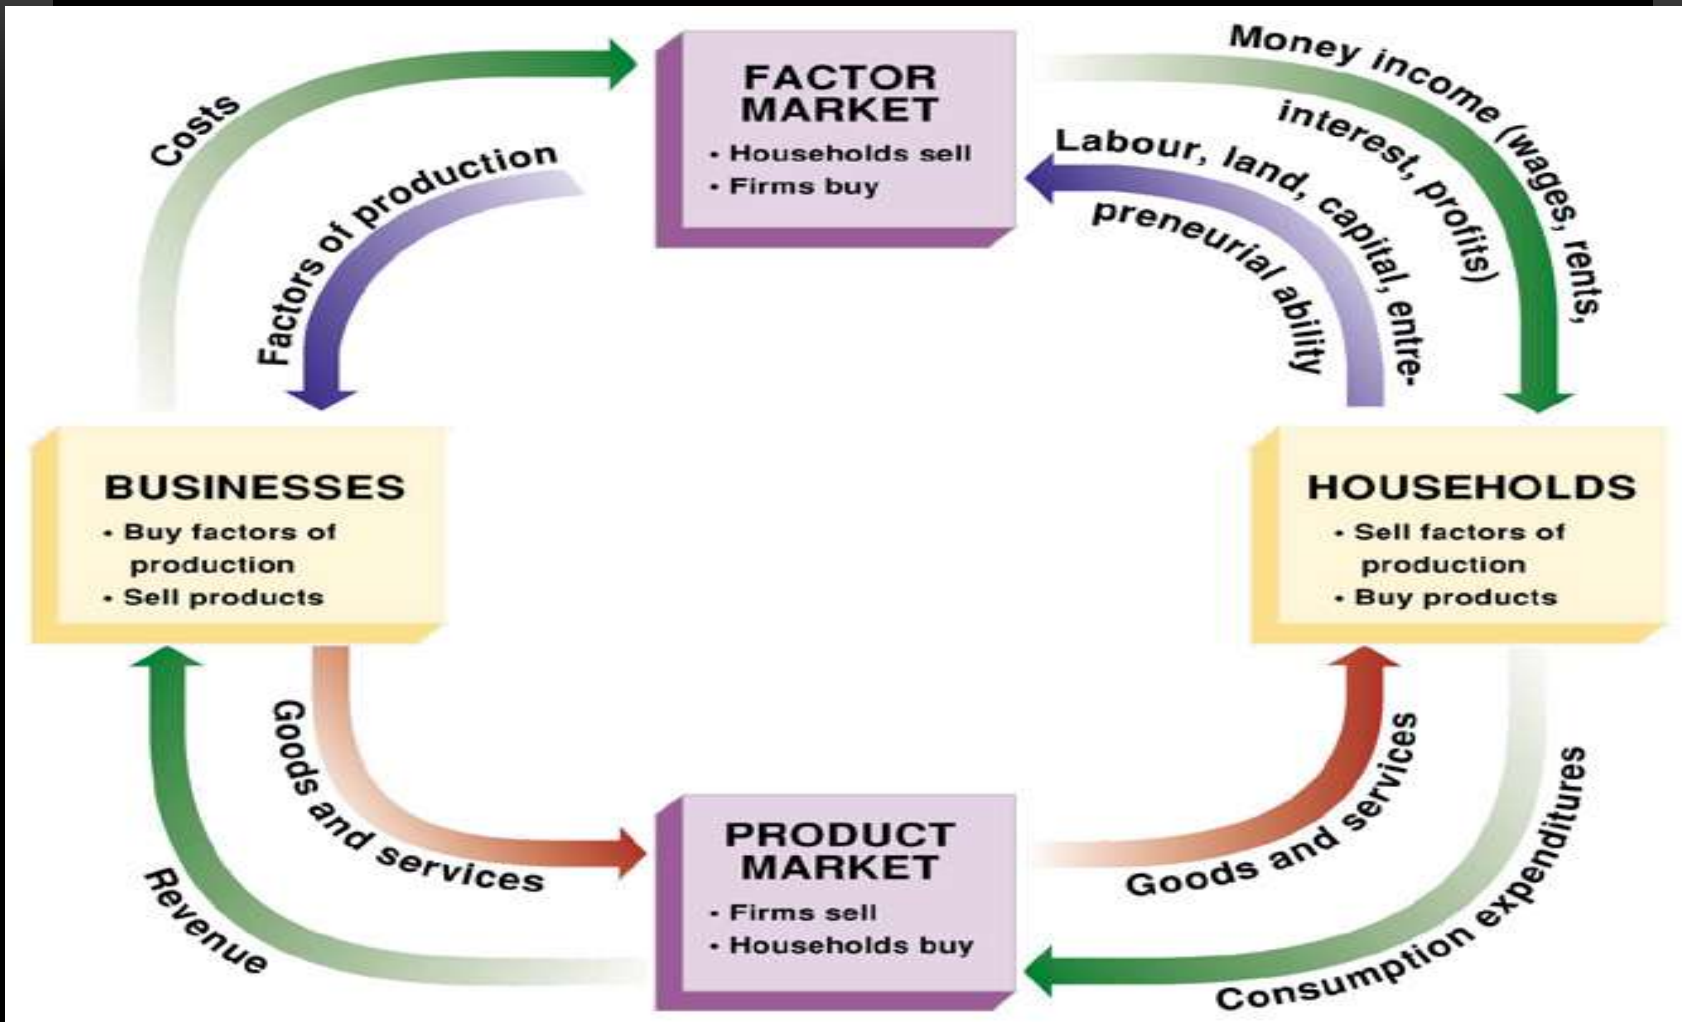 FACTOR
MARKET
• Households sell
• Firms buy
Costs
Factors of production
Money income (wages, rents,
interest, profits)
Labour, land, capital, entre-
preneurial ability
BUSINESSES
• Buy factors of
production
• Sell products
HOUSEHOLDS
• Sell factors of
production
• Buy products
Goods and services
Revenue
PRODUCT
MARKET
• Firms sell
• Households buy
Goods and services
Consumption expenditures